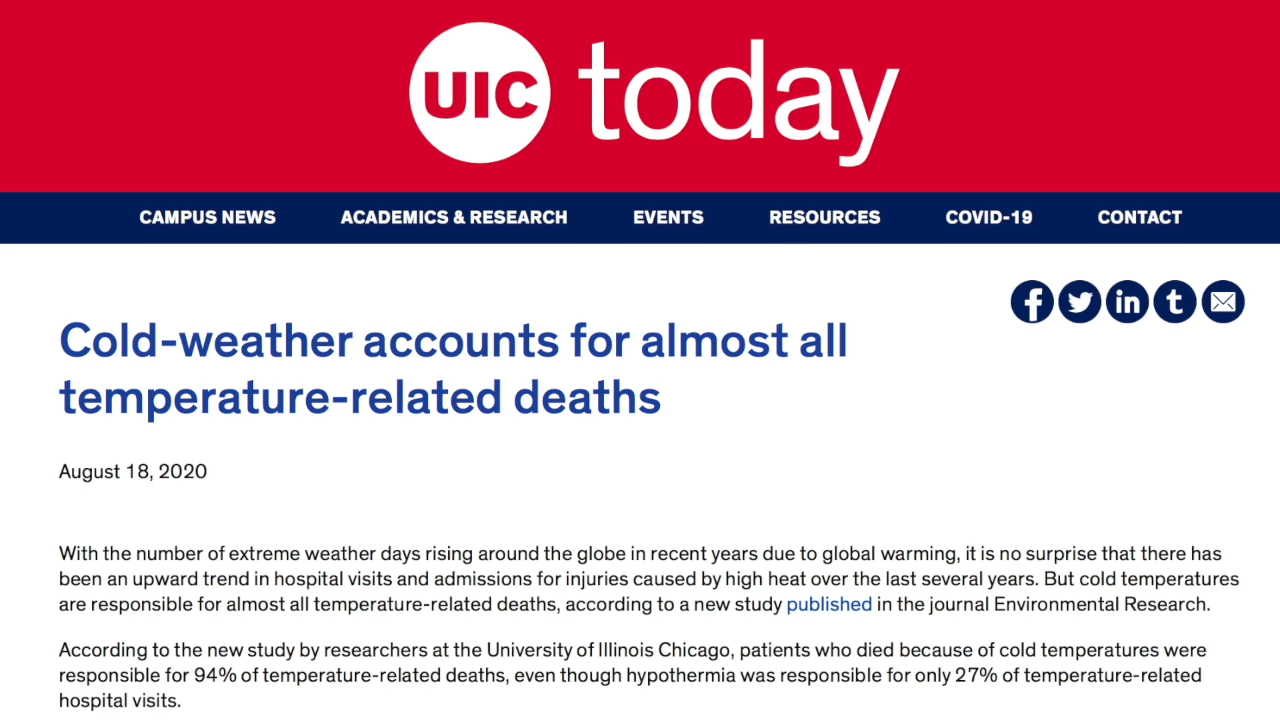 UIC today
CAMPUS NEWS ACADEMICS & RESEARCH EVENTS RESOURCES COVID-19 CONTACT
Cold-weather accounts for almost all
temperature-related deaths
August 18, 2020
With the number of extreme weather days rising around the globe in recent years due to global warming, it is no surprise that there has
been an upward trend in hospital visits and admissions for injuries caused by high heat over the last several years. But cold temperatures
are responsible for almost all temperature-related deaths, according to a new study published in the journal Environmental Research.
According to the new study by researchers at the University of Illinois Chicago, patients who died because of cold temperatures were
responsible for 94% of temperature-related deaths, even though hypothermia was responsible for only 27% of temperature-related
hospital visits.